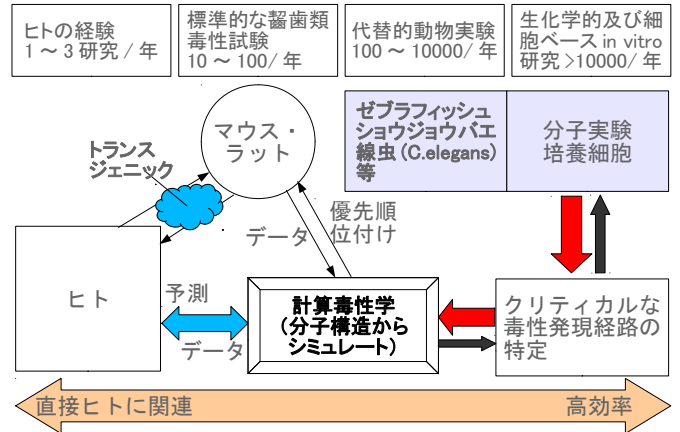 ヒトの経験
1～3研究/年
標準的な齧歯類
毒性試験
10～100/年
代替的動物実験
100～10000/年
生化学的及び細
胞ベース in vitro
研究>10000/年
マウス・
ラット
トランス
ジェニック
ゼブラフィッシュ
ショウジョウバエ
線虫(C.elegans)
等
分子実験
培養細胞
データ
優先順
位付け
ヒト
予測
データ
計算毒性学
(分子構造から
シミュレート)
クリティカルな
毒性発現経路の
特定
直接ヒトに関連
高効率